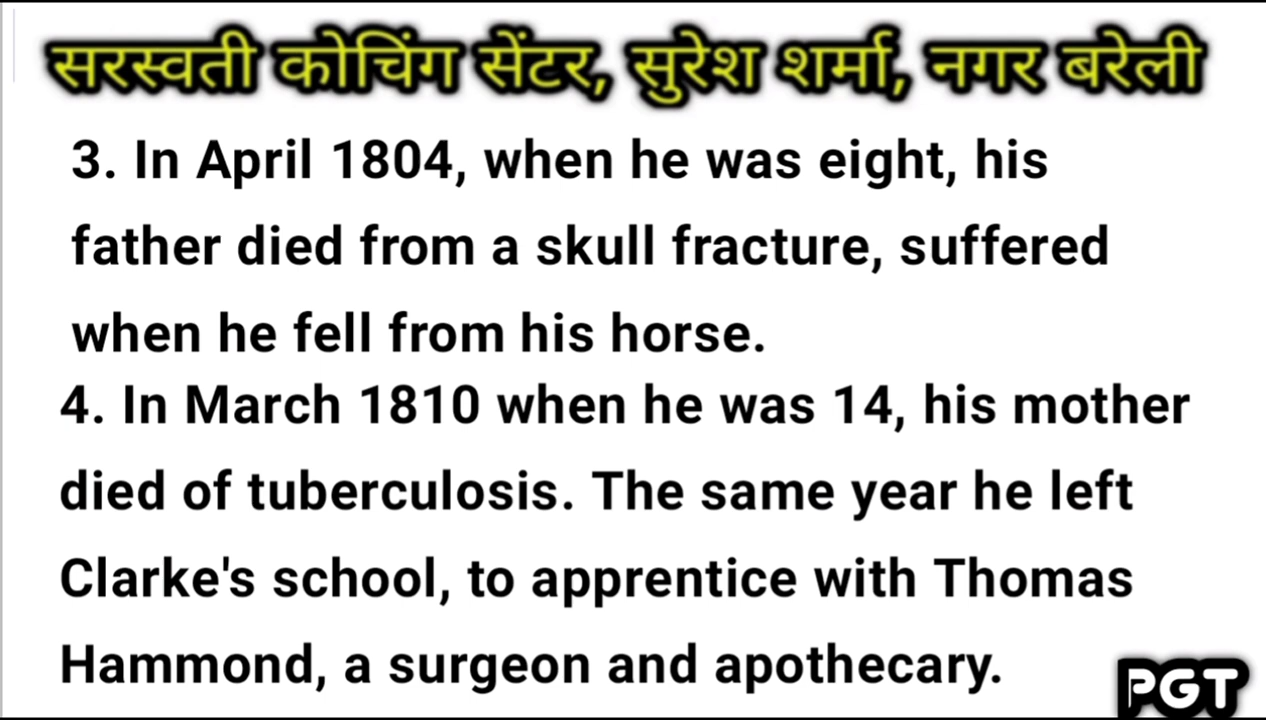 सरस्वती कोचिंग सेंटर, सुरेश शर्मा, नगर बरेली
3. In April 1804, when he was eight, his
father died from a skull fracture, suffered
when he fell from his horse.
4. In March 1810 when he was 14, his mother
died of tuberculosis. The same year he left
Clarke's school, to apprentice with Thomas
Hammond, a surgeon and apothecary.
PGT